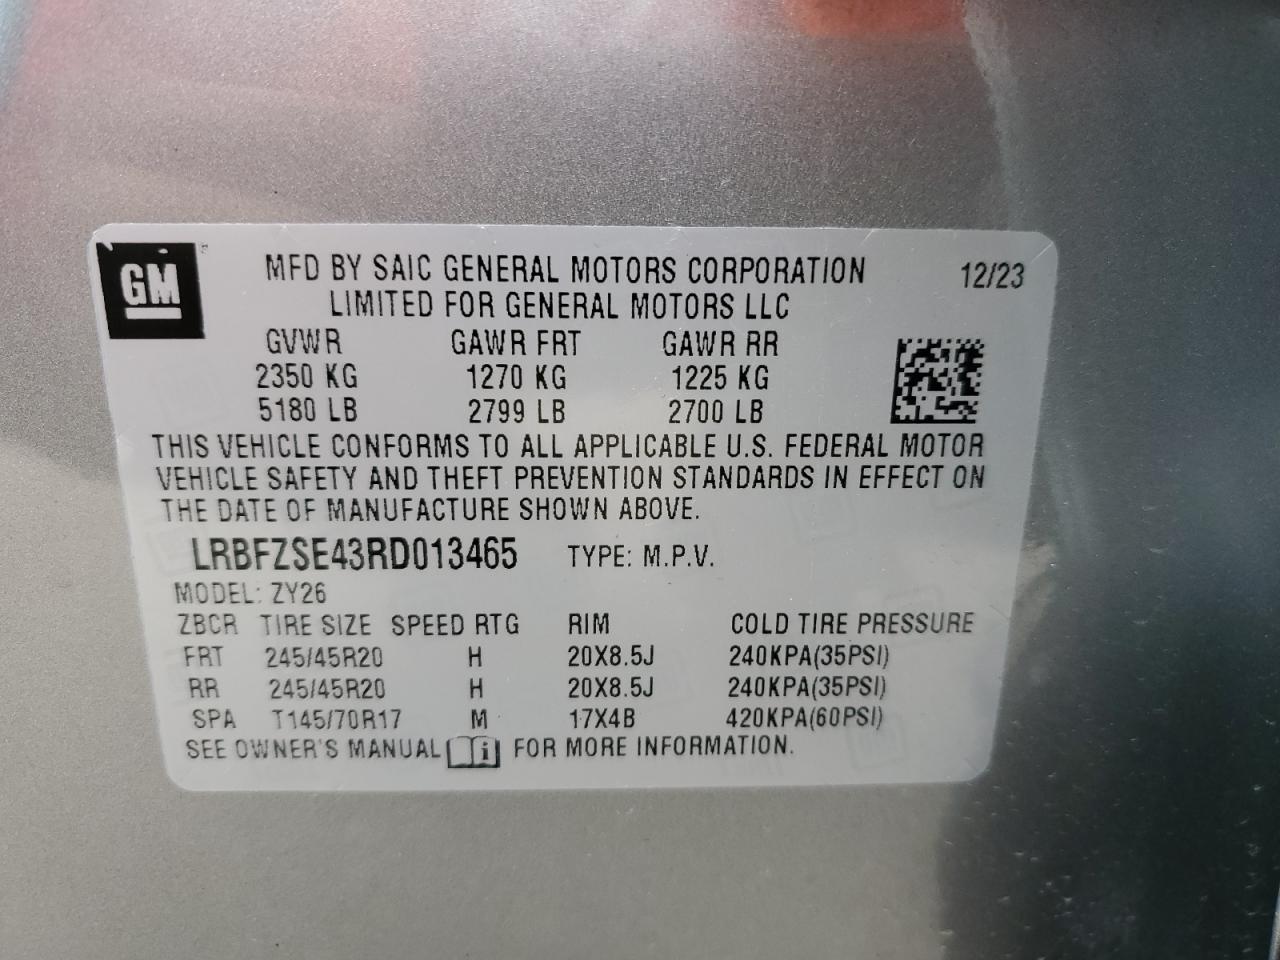 GM
MFD BY SAIC GENERAL MOTORS CORPORATION 12/23
LIMITED FOR GENERAL MOTORS LLC
GVWR GAWR FRT GAWR RR
2350 KG 1270 KG 1225 KG
5180 LB 2799 LB 2700 LB
THIS VEHICLE CONFORMS TO ALL APPLICABLE U.S. FEDERAL MOTOR
VEHICLE SAFETY AND THEFT PREVENTION STANDARDS IN EFFECT ON
THE DATE OF MANUFACTURE SHOWN ABOVE.
LRBFZSE43RD013465 TYPE: M.P.V.
MODEL: ZY26
ZBCR TIRE SIZE SPEED RTG RIM COLD TIRE PRESSURE
FRT 245/45R20 H 20X8.5J 240KPA(35PSI)
RR 245/45R20 H 20X8.5J 240KPA(35PSI)
SPA T145/70R17 M 17X4B 420KPA(60PSI)
SEE OWNER'S MANUAL i FOR MORE INFORMATION.